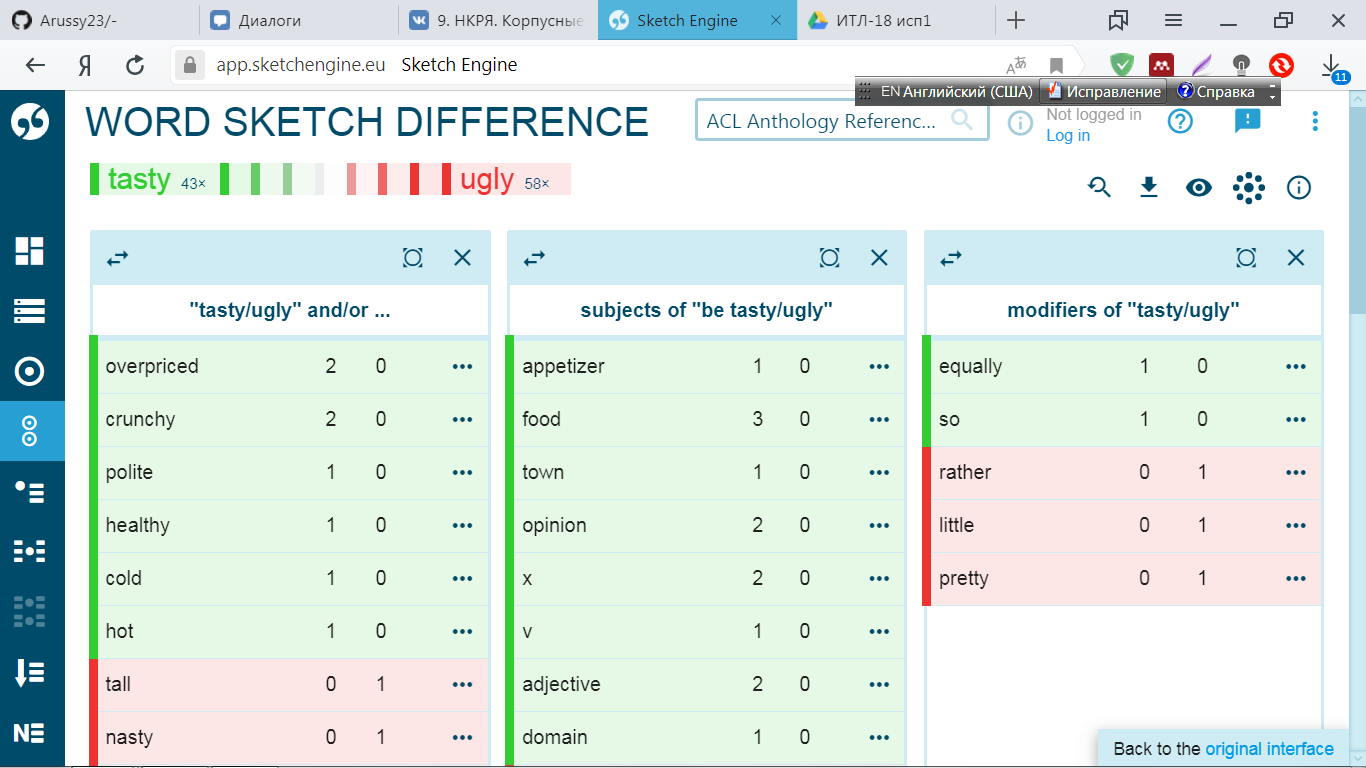 Arussy23/-
Диалоги
9. НКРЯ. Корпусные
Sketch Engine
ИТЛ-18 исп1
app.sketchengine.eu Sketch Engine
11
EN Английский (США) Исправление Справка
WORD SKETCH DIFFERENCE
ACL Anthology Referenc...
Not logged in
Log in
tasty 43×
ugly 58×
"tasty/ugly" and/or ...
overpriced 2 0
crunchy 2 0
polite 1 0
healthy 1 0
cold 1 0
hot 1 0
tall 0 1
nasty 0 1
subjects of "be tasty/ugly"
appetizer 1 0
food 3 0
town 1 0
opinion 2 0
x 2 0
v 1 0
adjective 2 0
domain 1 0
modifiers of "tasty/ugly"
equally 1 0
so 1 0
rather 0 1
little 0 1
pretty 0 1
Back to the original interface